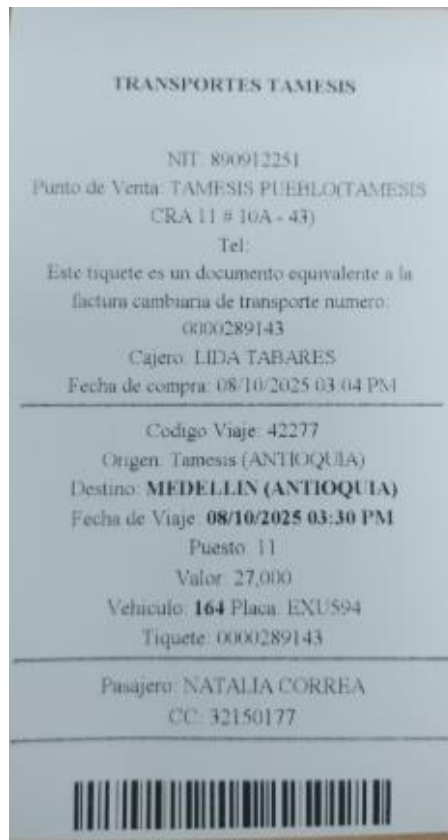 TRANSPORTES TAMESIS
NIT: 890912251
Punto de Venta: TAMESIS PUEBLO(TAMESIS
CRA 11 # 10A - 43)
Tel:
Este tiquete es un documento equivalente a la
factura cambiaria de transporte numero:
0000289143
Cajero: LIDA TABARES
Fecha de compra: 08/10/2025 03:04 PM
Codigo Viaje: 42277
Origen: Tamesis (ANTIOQUIA)
Destino: MEDELLIN (ANTIOQUIA)
Fecha de Viaje: 08/10/2025 03:30 PM
Puesto: 11
Valor: 27,000
Vehiculo: 164 Placa: EXU594
Tiquete: 0000289143
Pasajero: NATALIA CORREA
CC: 32150177